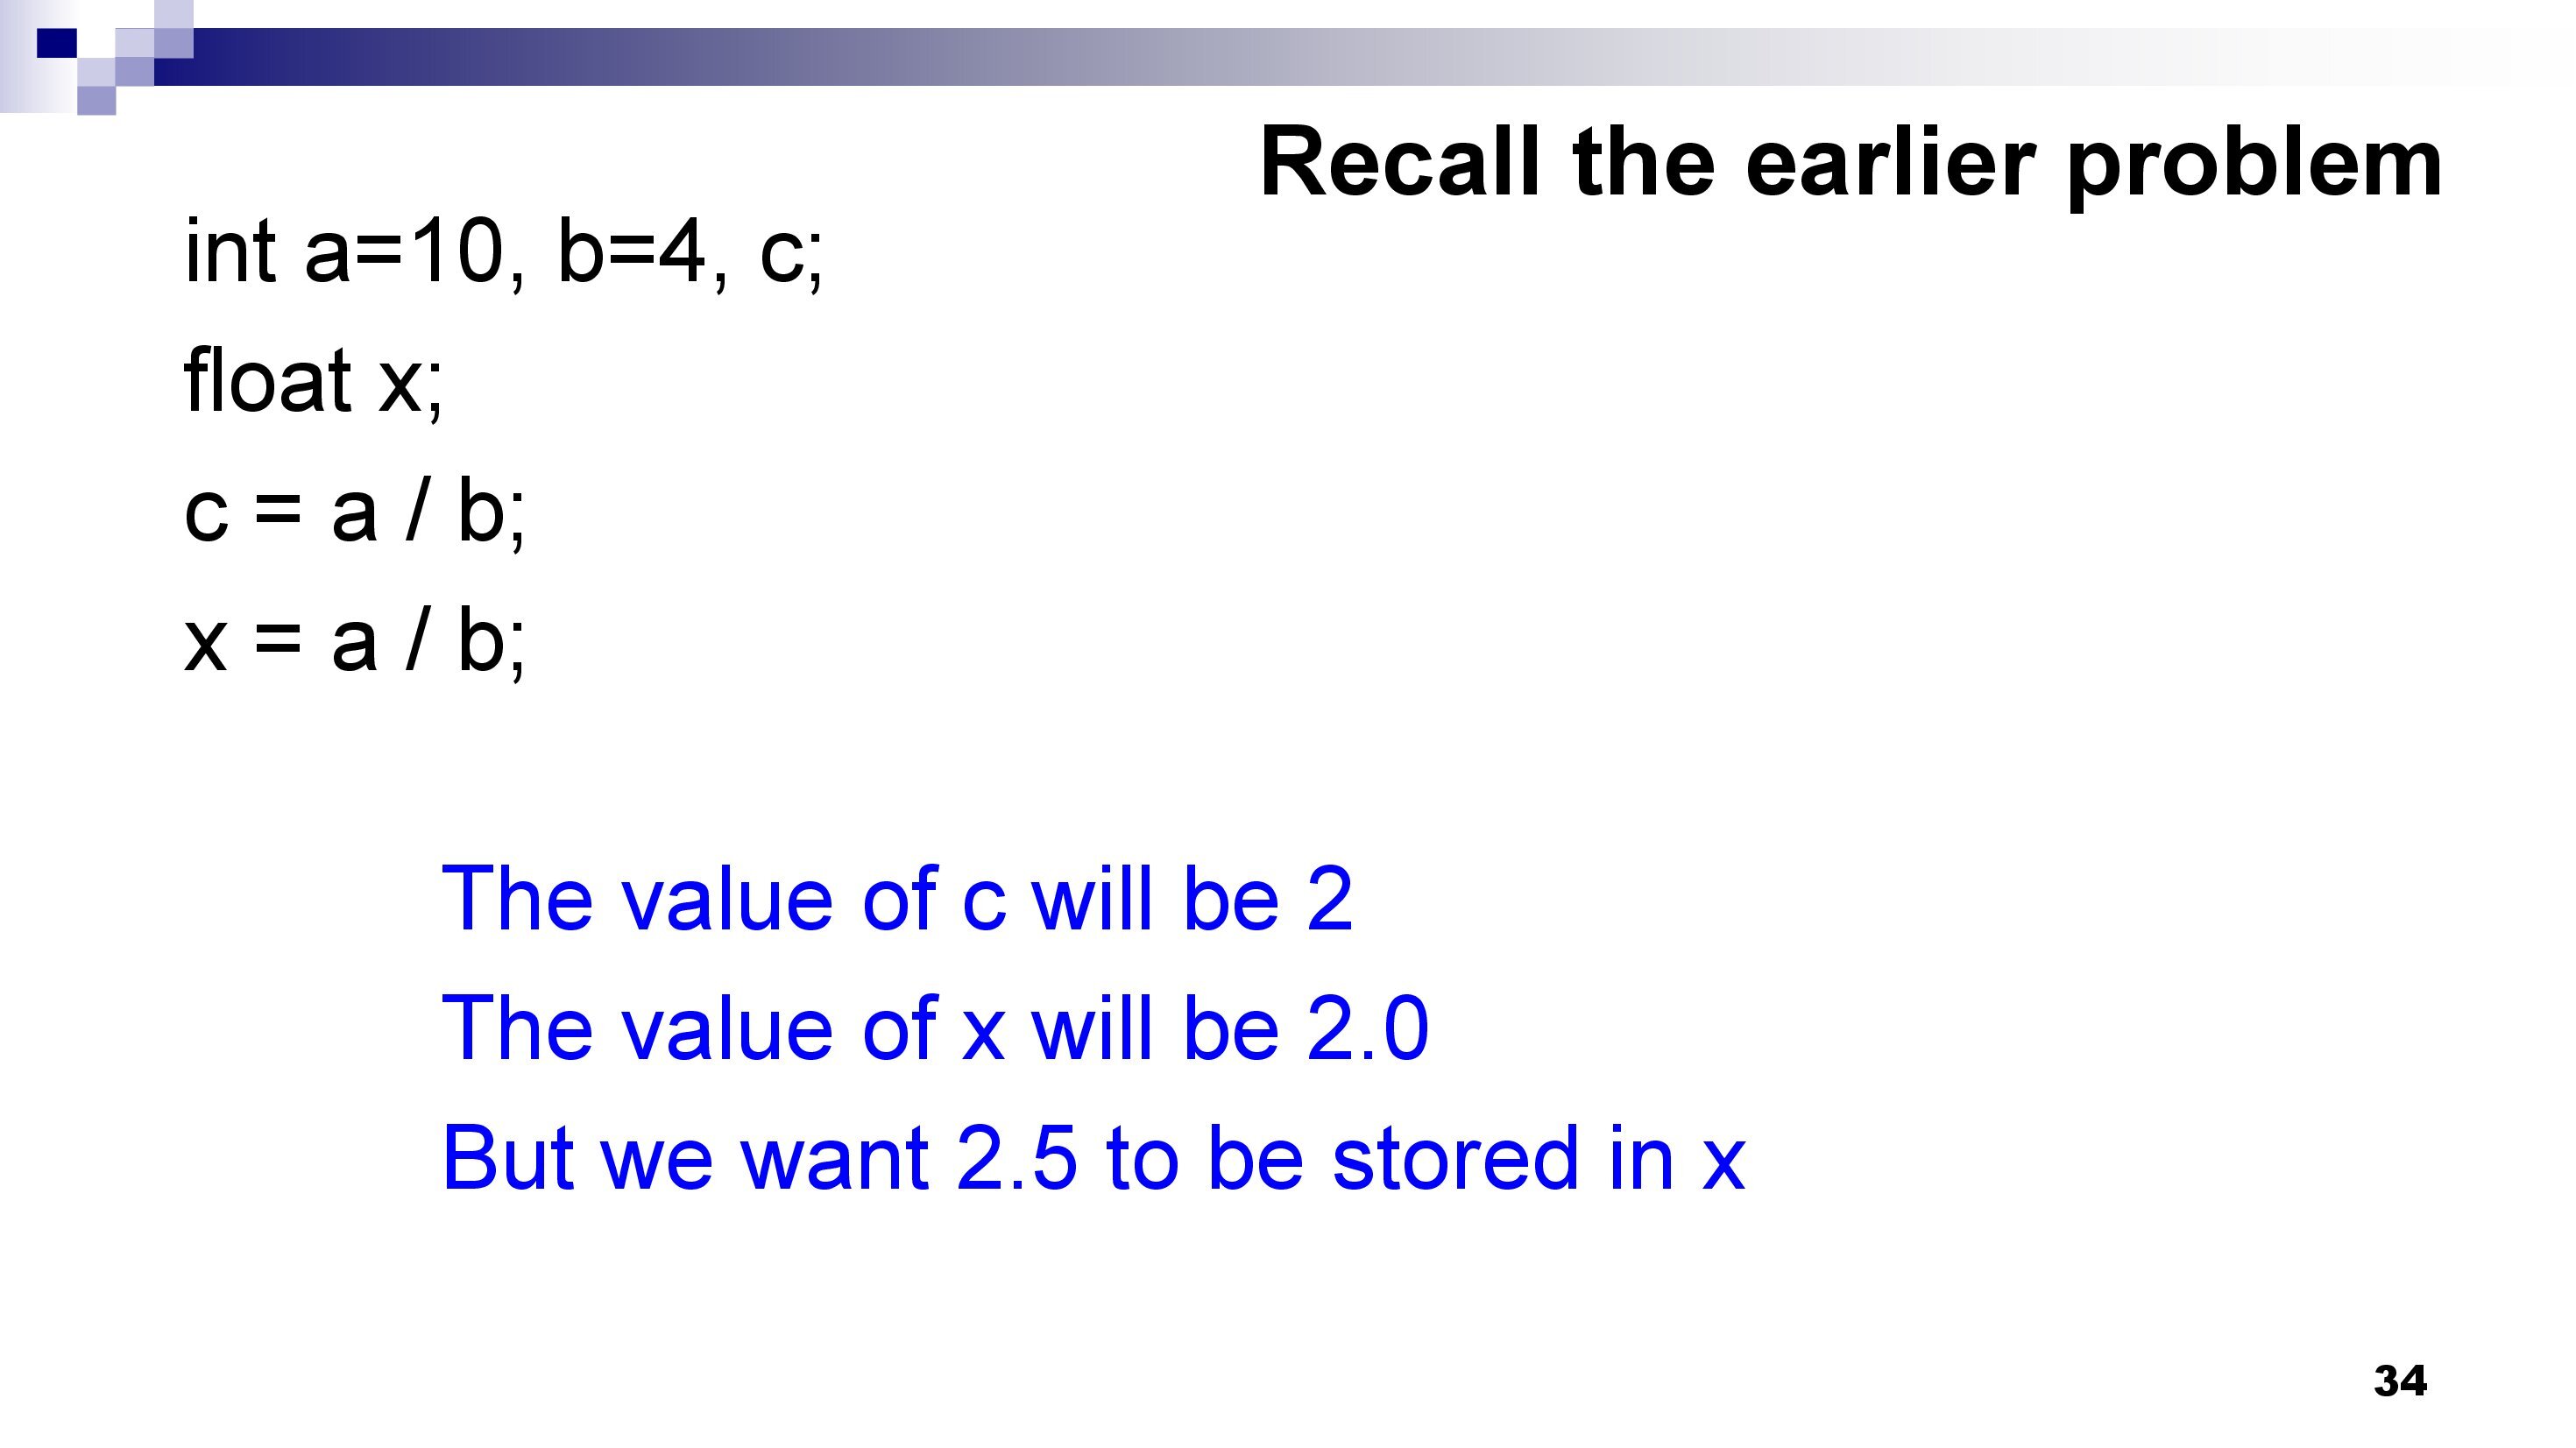 Recall the earlier problem
int a=10, b=4, c;
float x;
c = a / b;
x = a / b;
The value of c will be 2
The value of x will be 2.0
But we want 2.5 to be stored in x
34